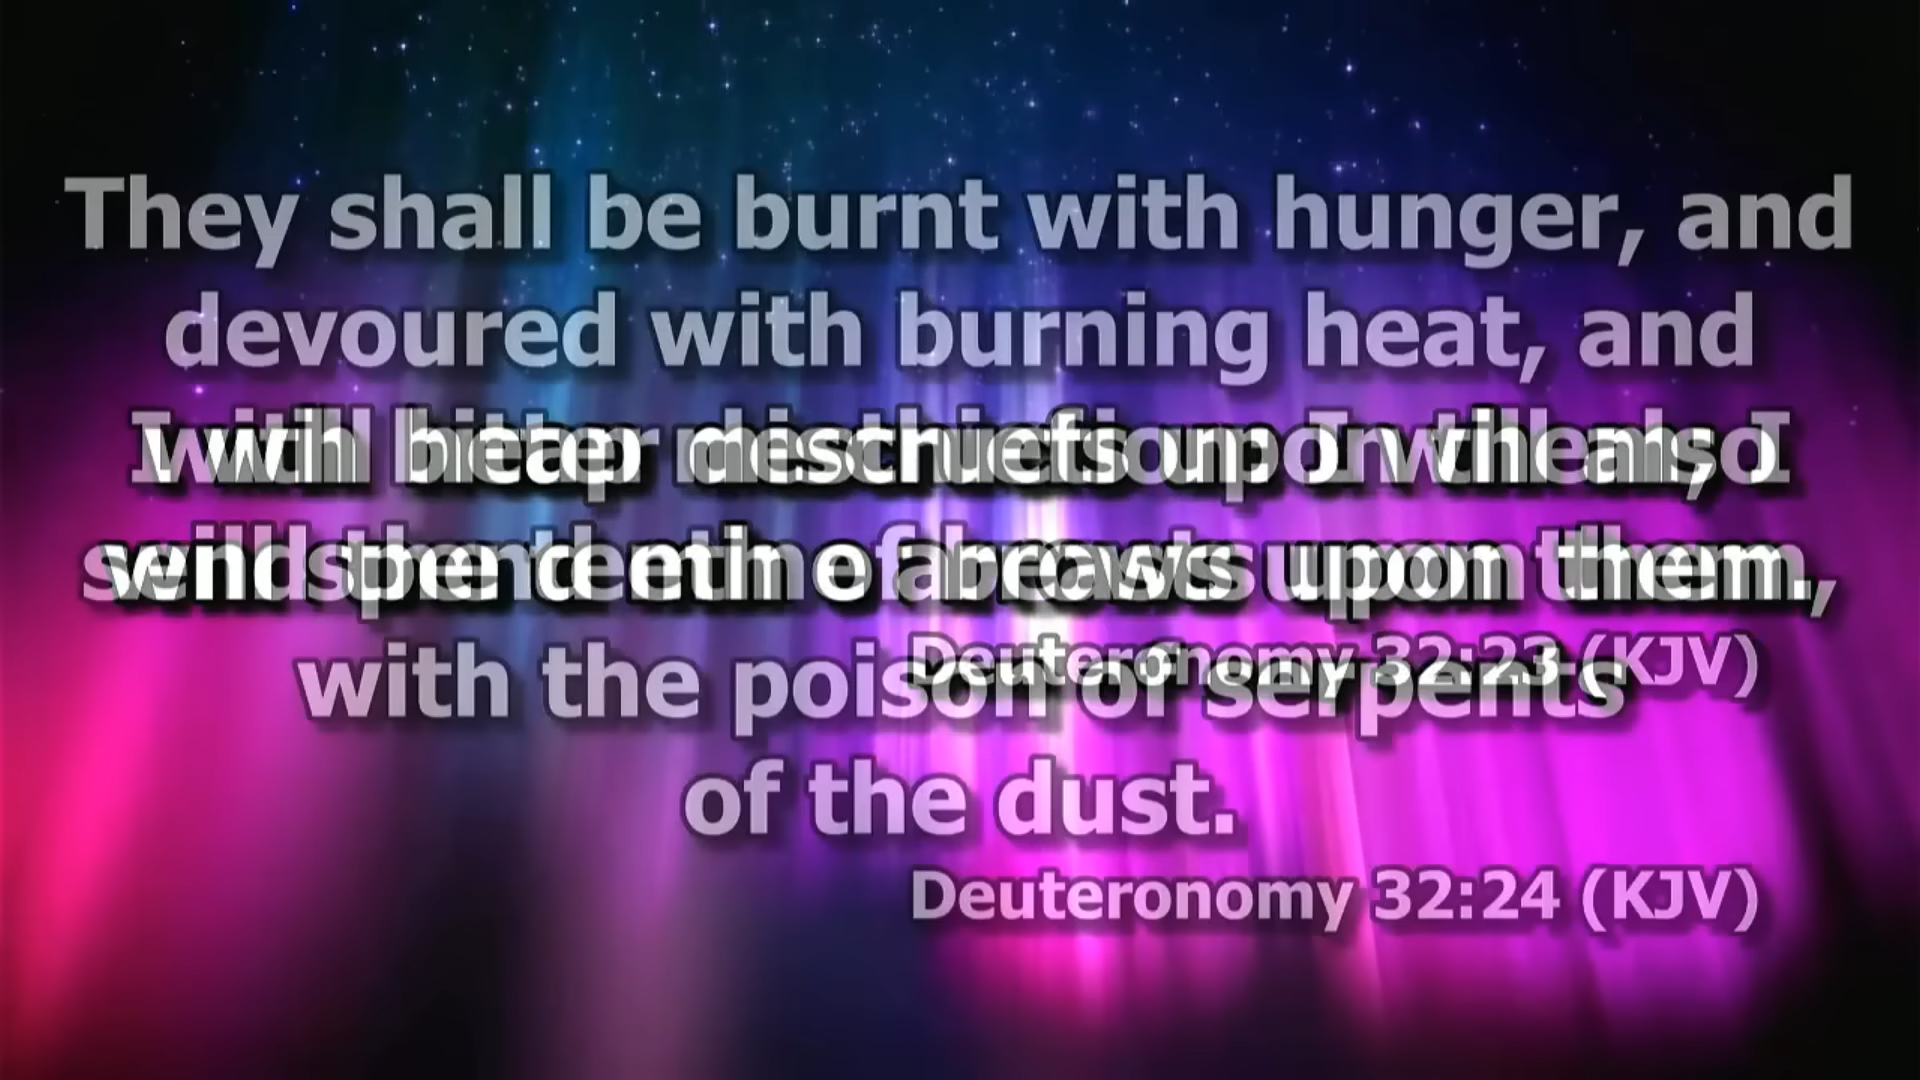 They shall be burnt with hunger, and
devoured with burning heat, and
with bitter destruction: I will also
send the teeth of beasts upon them,
with the poison of serpents
of the dust.
Deuteronomy 32:24 (KJV)
I will heap mischiefs upon them; I
will spend mine arrows upon them.
Deuteronomy 32:23 (KJV)